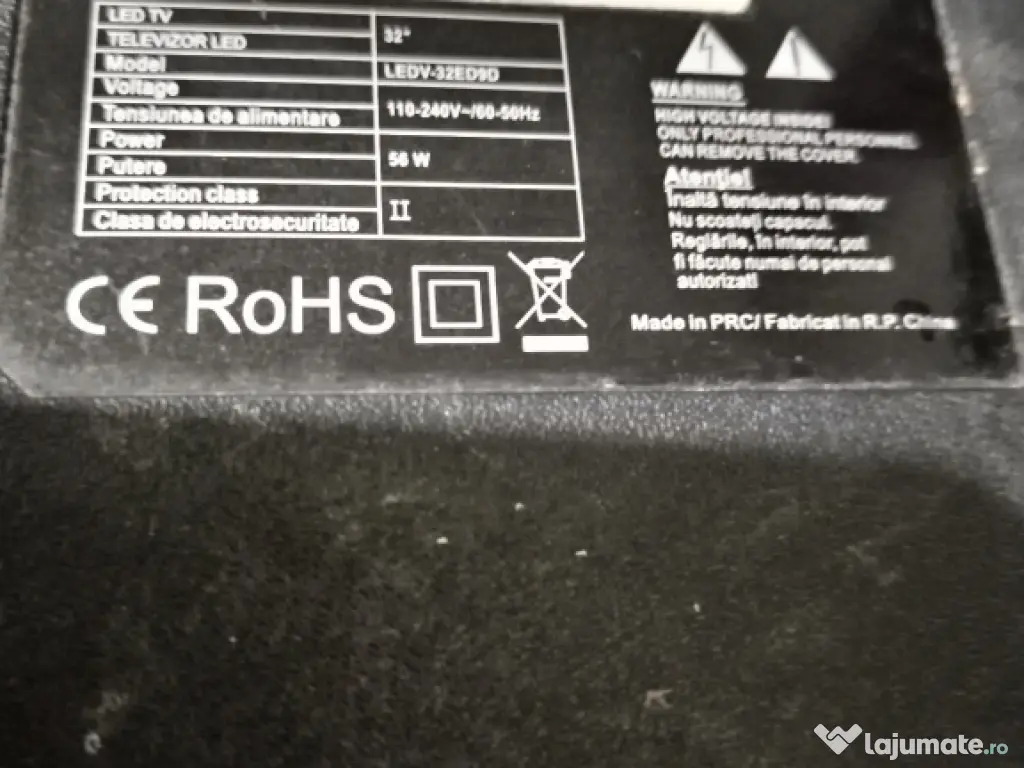 LED TV
TELEVIZOR LED
32"
Model
LEDV-32ED9D
Voltage
Tensiunea de alimentare
110-240V~/60-50Hz
Power
Putere
56 W
Protection class
Clasa de electrosecuritate
II
CE RoHS
WARNING
HIGH VOLTAGE INSIDE!
ONLY PROFESSIONAL PERSONNEL
CAN REMOVE THE COVER.
Atenție!
Înaltă tensiune în interior
Nu scoateți capacul.
Reglările, în interior, pot
fi făcute numai de personal
autorizat!
Made in PRC/ Fabricat in R.P. China
lajumate.ro